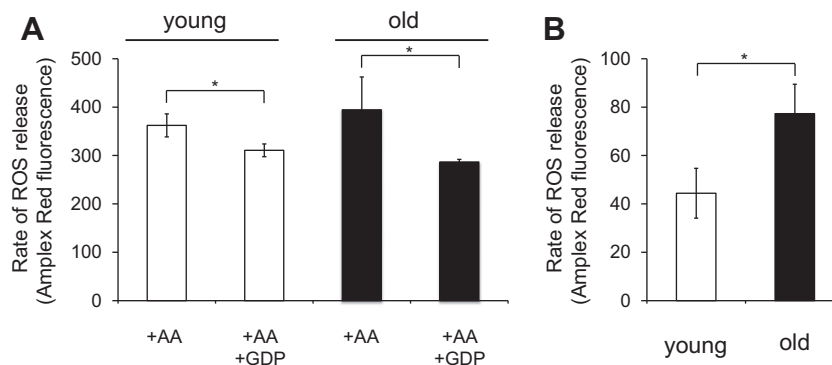 A
young
old
Rate of ROS release
(Amplex Red fluorescence)
500
400
300
200
100
0
*
*
+AA
+AA
+GDP
+AA
+AA
+GDP
B
Rate of ROS release
(Amplex Red fluorescence)
100
80
60
40
20
0
*
young
old